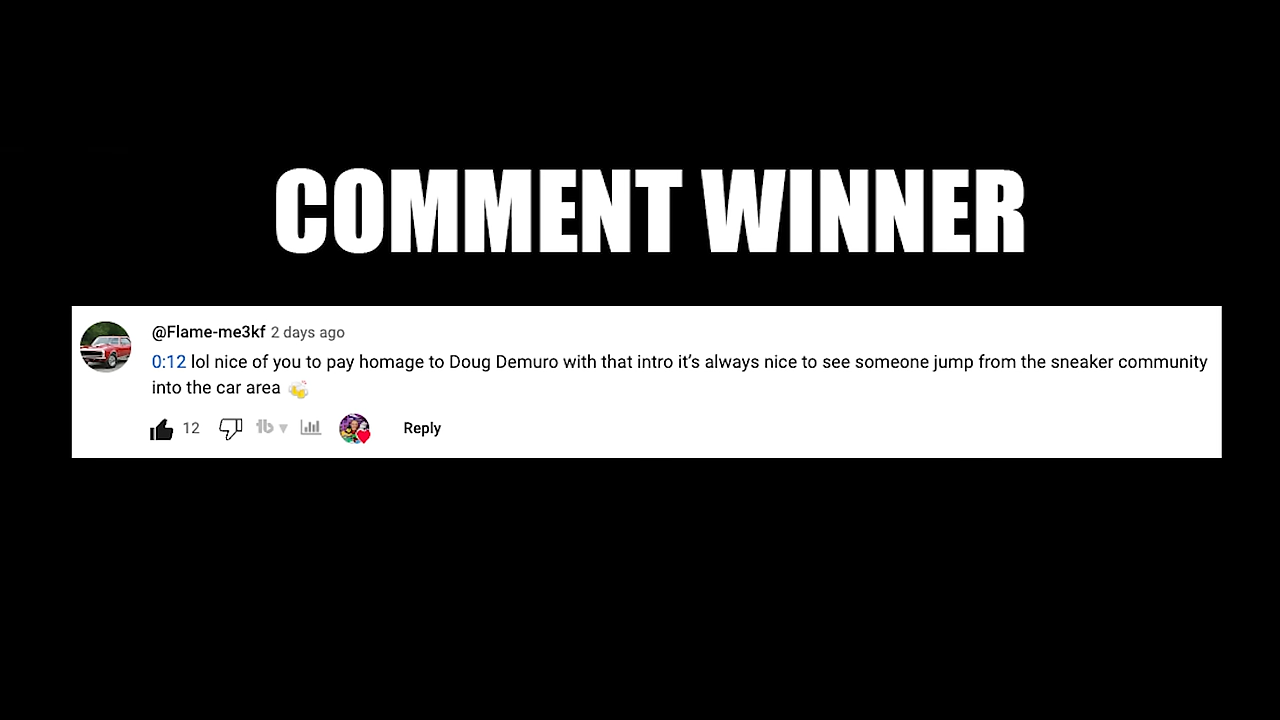 COMMENT WINNER
@Flame-me3kf 2 days ago
0:12 lol nice of you to pay homage to Doug Demuro with that intro it’s always nice to see someone jump from the sneaker community
into the car area 🍻
12 tb Reply